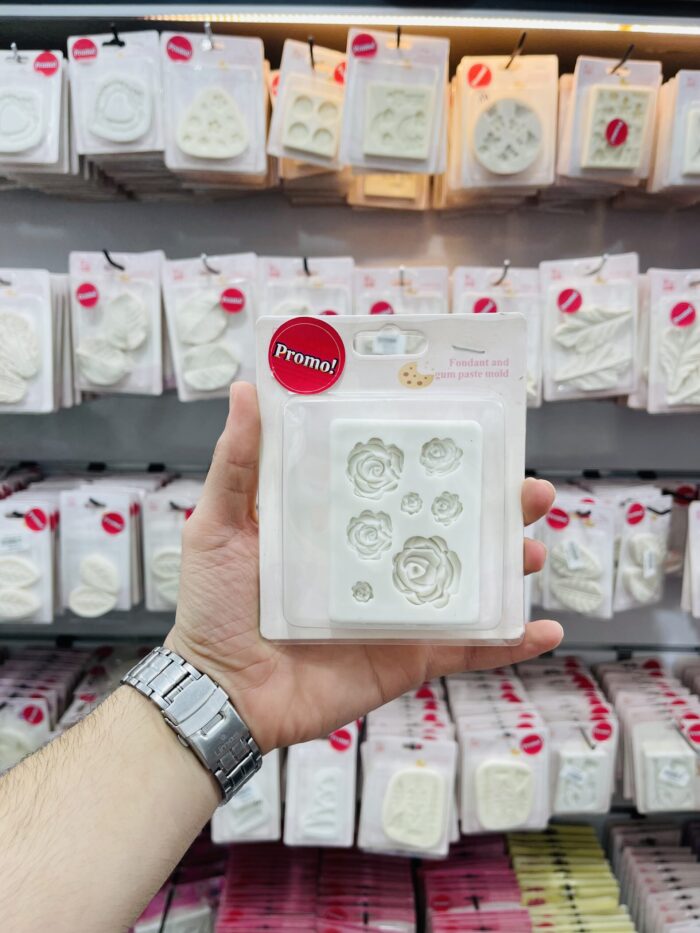 Promo!
Fondant and
gum paste mold